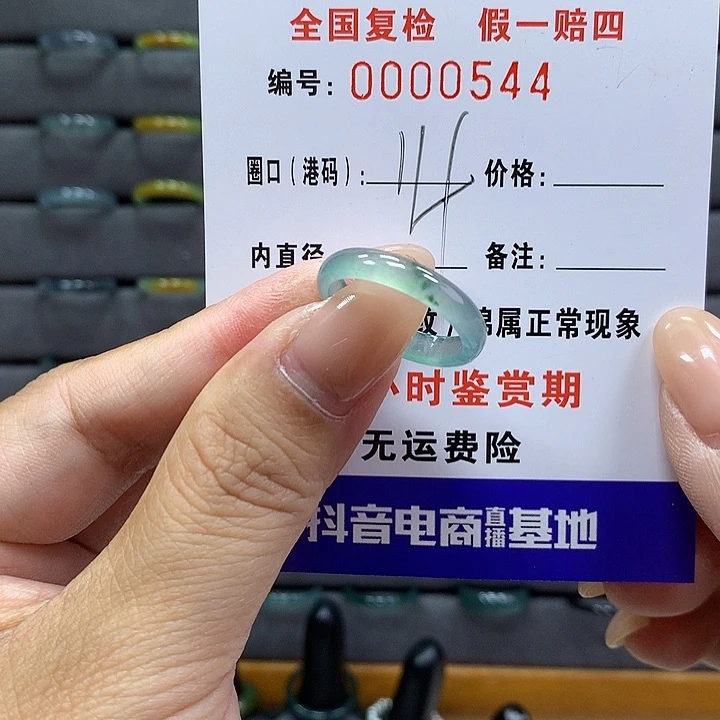 全国复检 假一赔四
编号: 0000544
圈口(港码): 14 价格:
内直径 备注:
纹,棉属正常现象
小时鉴赏期
无运费险
抖音电商直播基地